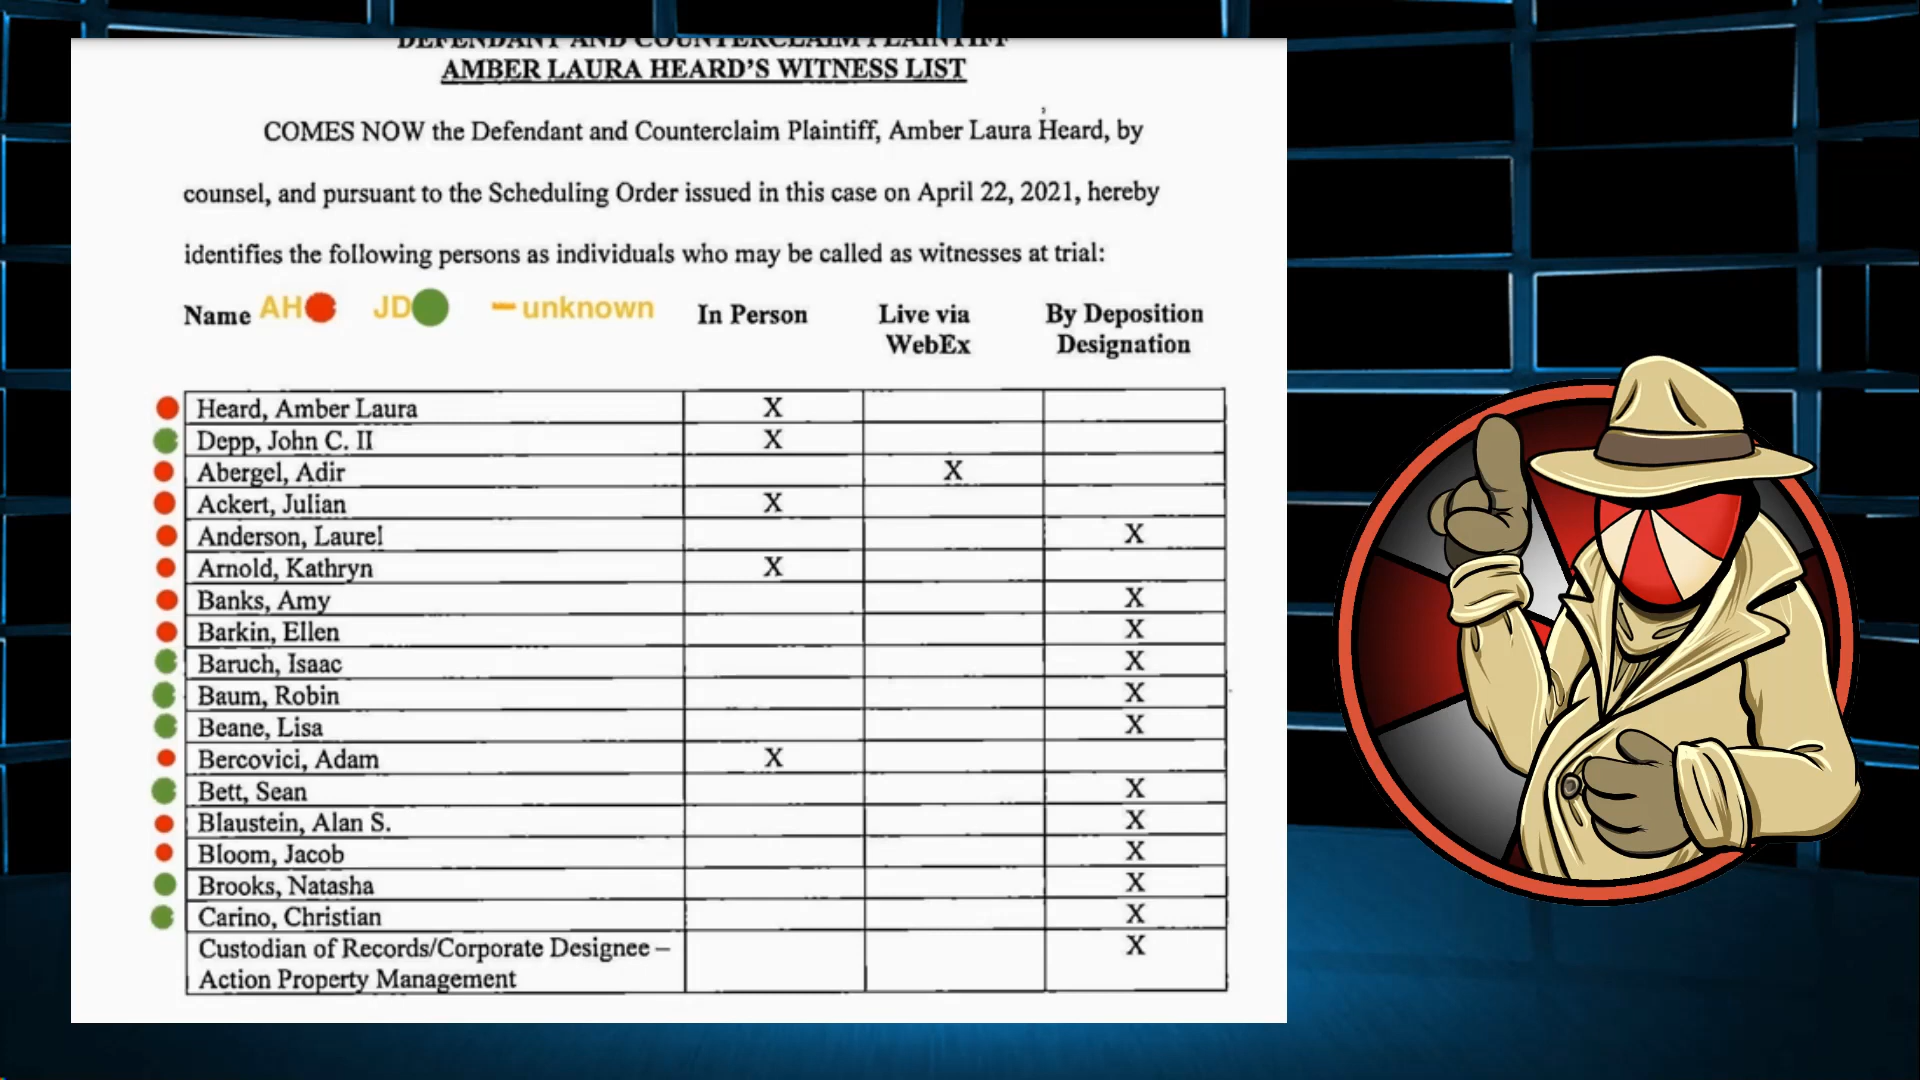 DEFENDANT AND COUNTERCLAIM PLAINTIFF
AMBER LAURA HEARD'S WITNESS LIST
COMES NOW the Defendant and Counterclaim Plaintiff, Amber Laura Heard, by
counsel, and pursuant to the Scheduling Order issued in this case on April 22, 2021, hereby
identifies the following persons as individuals who may be called as witnesses at trial:
Name AH JD – unknown In Person Live via WebEx By Deposition Designation
Heard, Amber Laura X
Depp, John C. II X
Abergel, Adir X
Ackert, Julian X
Anderson, Laurel X
Arnold, Kathryn X
Banks, Amy X
Barkin, Ellen X
Baruch, Isaac X
Baum, Robin X
Beane, Lisa X
Bercovici, Adam X
Bett, Sean X
Blaustein, Alan S. X
Bloom, Jacob X
Brooks, Natasha X
Carino, Christian X
Custodian of Records/Corporate Designee – X
Action Property Management